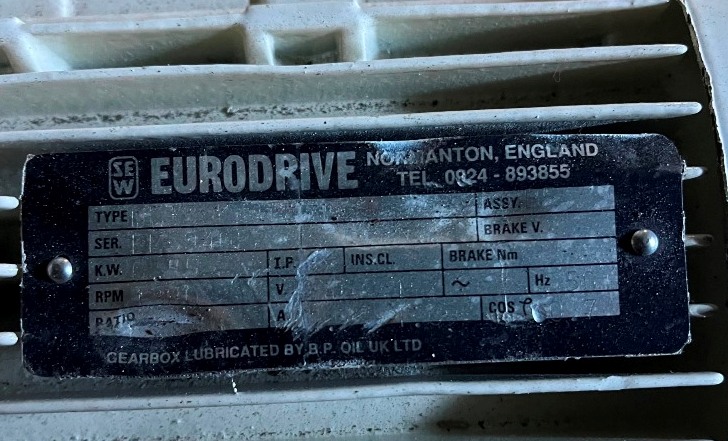 SEW EURODRIVE NORMANTON, ENGLAND
TEL. 0924 - 893855
TYPE ASSY.
SER. BRAKE V.
K.W. I.P. INS.CL. BRAKE Nm
RPM V ~ Hz
RATIO A COS φ
GEARBOX LUBRICATED BY B.P. OIL UK LTD